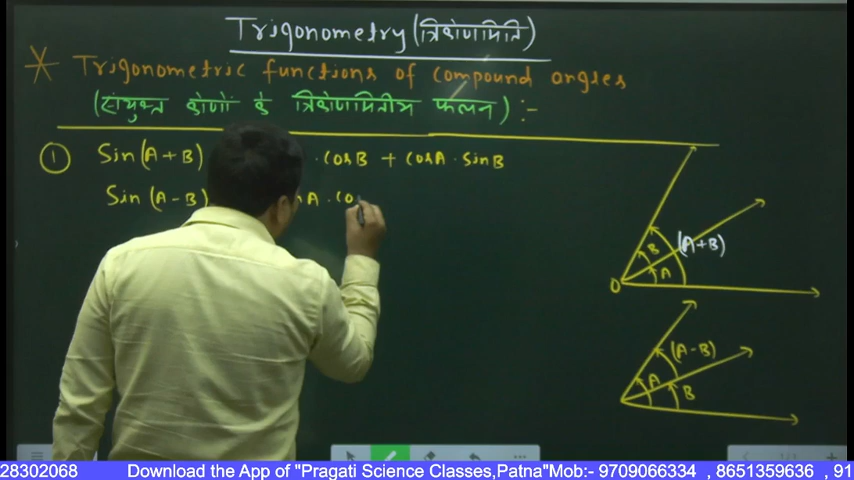 Trigonometry (त्रिकोणमिति)
* Trigonometric functions of compound angles
(संयुक्त कोणों के त्रिकोणमितीय फलन) :-
① Sin (A+B) . cosB + cosA . sinB
Sin (A-B) A . co
B (A+B)
A
O
(A-B)
A B
28302068 Download the App of "Pragati Science Classes,Patna"Mob:- 9709066334 , 8651359636 , 91